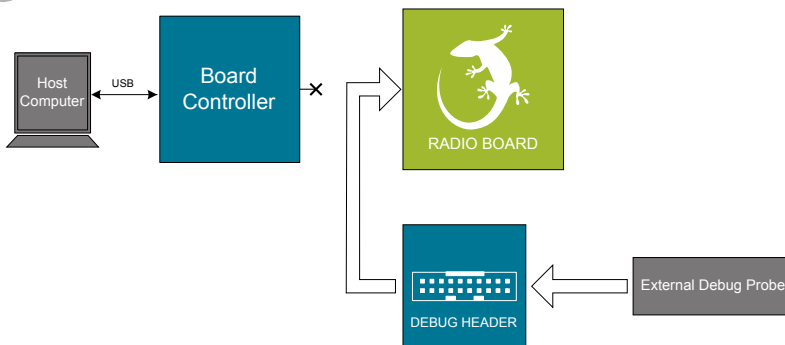 Host
Computer
USB
Board
Controller
RADIO BOARD
DEBUG HEADER
External Debug Probe